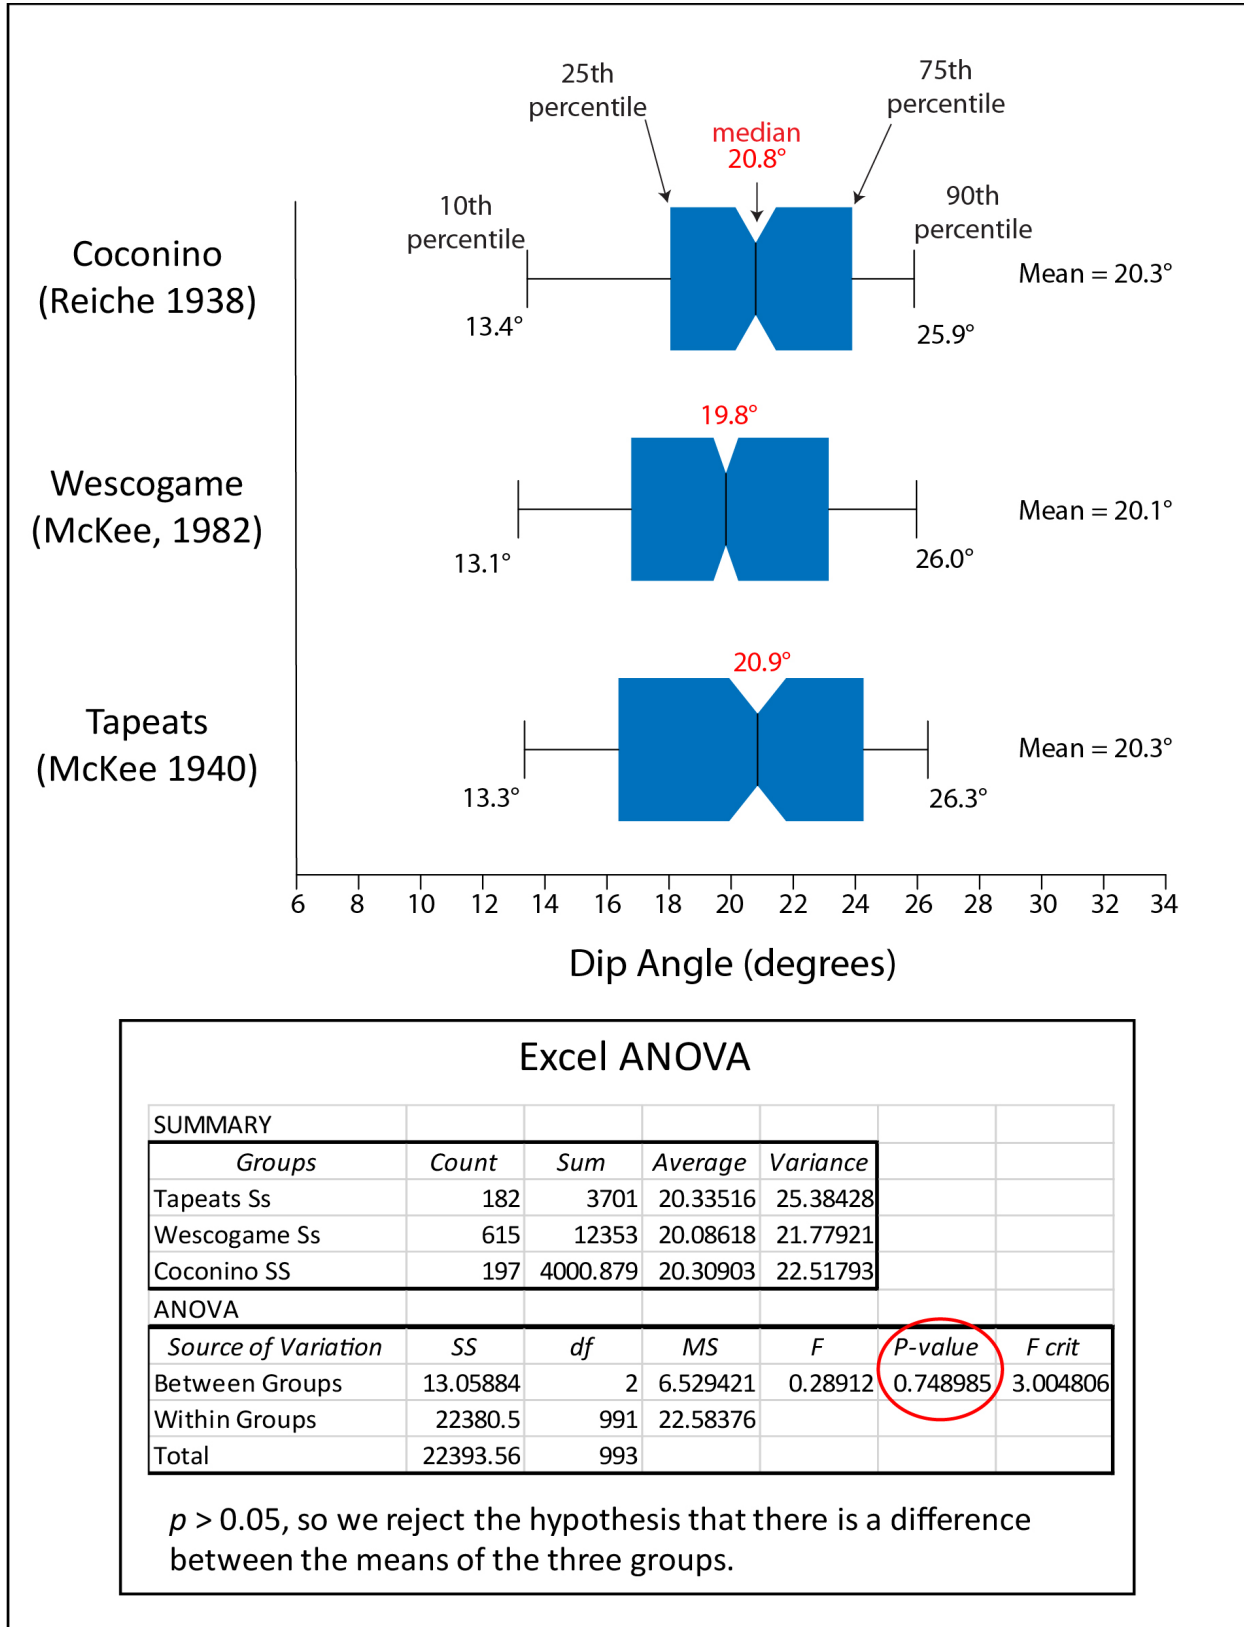 25th
percentile
75th
percentile
median
20.8°
10th
percentile
90th
percentile
Coconino
(Reiche 1938)
Mean = 20.3°
13.4°
25.9°
19.8°
Wescogame
(McKee, 1982)
Mean = 20.1°
13.1°
26.0°
20.9°
Tapeats
(McKee 1940)
Mean = 20.3°
13.3°
26.3°
6 8 10 12 14 16 18 20 22 24 26 28 30 32 34
Dip Angle (degrees)
Excel ANOVA
SUMMARY
Groups Count Sum Average Variance
Tapeats Ss 182 3701 20.33516 25.38428
Wescogame Ss 615 12353 20.08618 21.77921
Coconino SS 197 4000.879 20.30903 22.51793
ANOVA
Source of Variation SS df MS F P-value F crit
Between Groups 13.05884 2 6.529421 0.28912 0.748985 3.004806
Within Groups 22380.5 991 22.58376
Total 22393.56 993
p > 0.05, so we reject the hypothesis that there is a difference
between the means of the three groups.